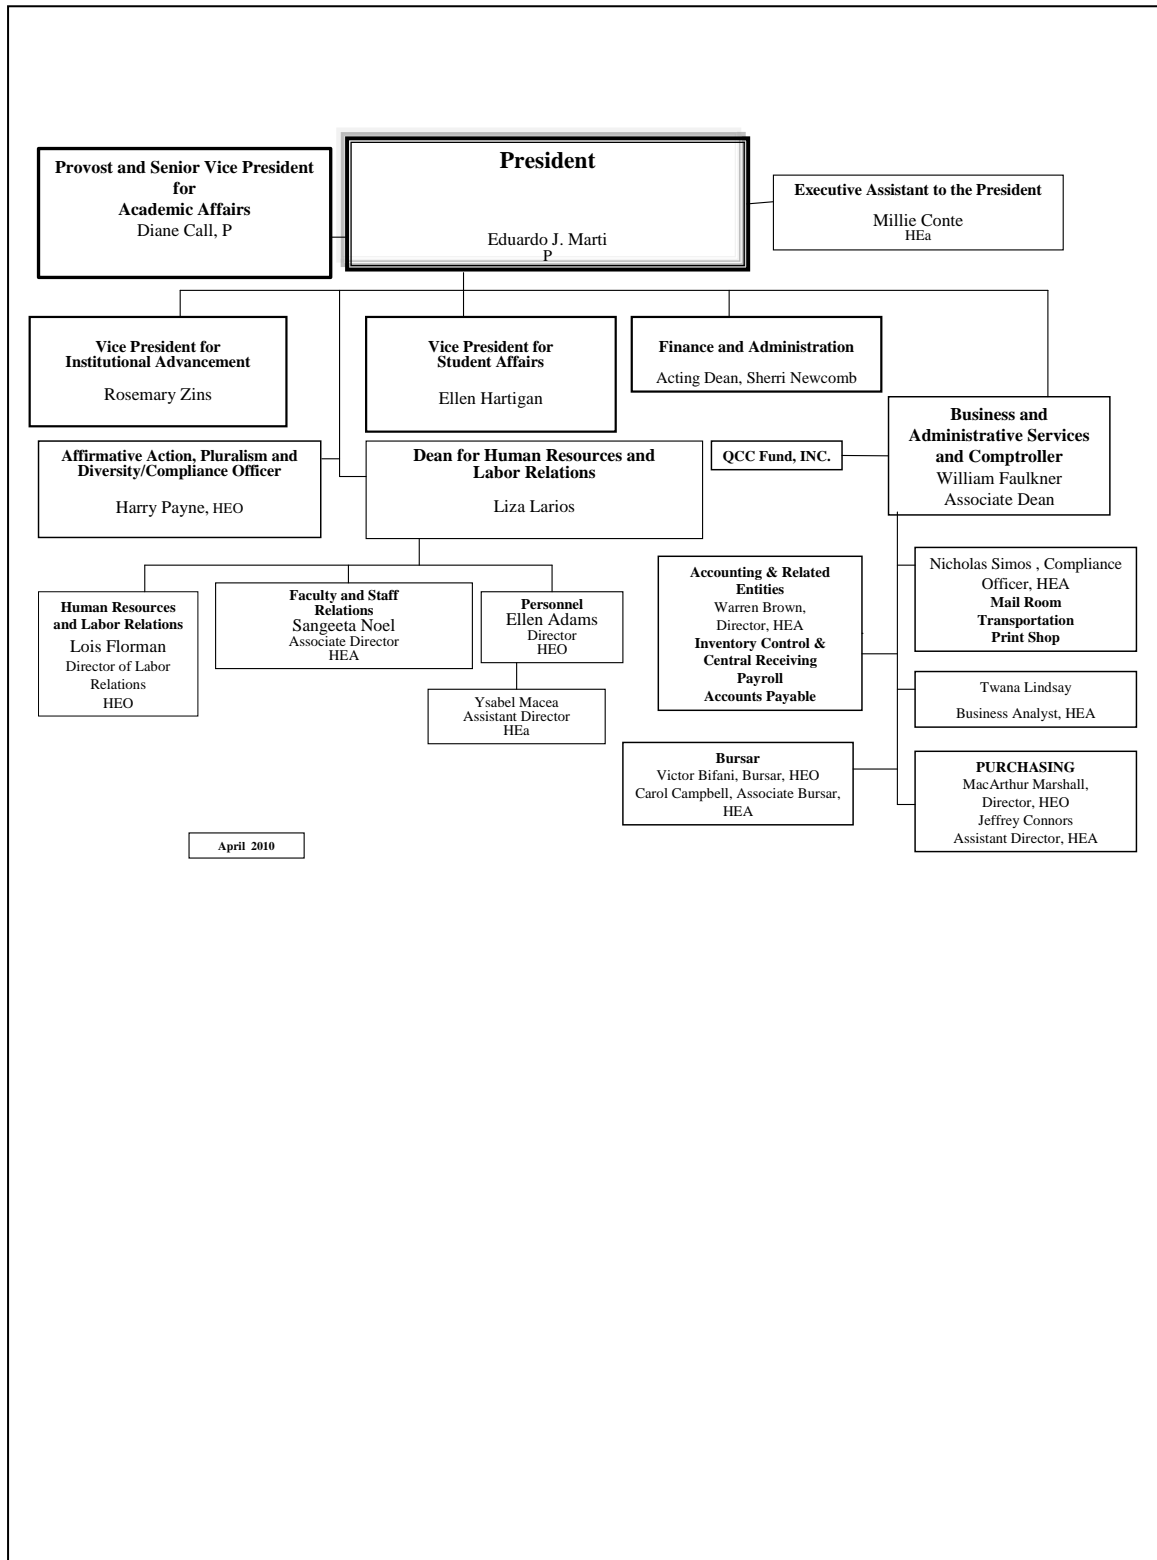 Provost and Senior Vice President
for
Academic Affairs
Diane Call, P
President
Eduardo J. Marti
P
Executive Assistant to the President
Millie Conte
HEa
Vice President for
Institutional Advancement
Rosemary Zins
Vice President for
Student Affairs
Ellen Hartigan
Finance and Administration
Acting Dean, Sherri Newcomb
Business and
Administrative Services
and Comptroller
William Faulkner
Associate Dean
QCC Fund, INC.
Affirmative Action, Pluralism and
Diversity/Compliance Officer
Harry Payne, HEO
Dean for Human Resources and
Labor Relations
Liza Larios
Human Resources
and Labor Relations
Lois Florman
Director of Labor
Relations
HEO
Faculty and Staff
Relations
Sangeeta Noel
Associate Director
HEA
Personnel
Ellen Adams
Director
HEO
Ysabel Macea
Assistant Director
HEa
Accounting & Related
Entities
Warren Brown,
Director, HEA
Inventory Control &
Central Receiving
Payroll
Accounts Payable
Nicholas Simos , Compliance
Officer, HEA
Mail Room
Transportation
Print Shop
Twana Lindsay
Business Analyst, HEA
Bursar
Victor Bifani, Bursar, HEO
Carol Campbell, Associate Bursar,
HEA
PURCHASING
MacArthur Marshall,
Director, HEO
Jeffrey Connors
Assistant Director, HEA
April 2010